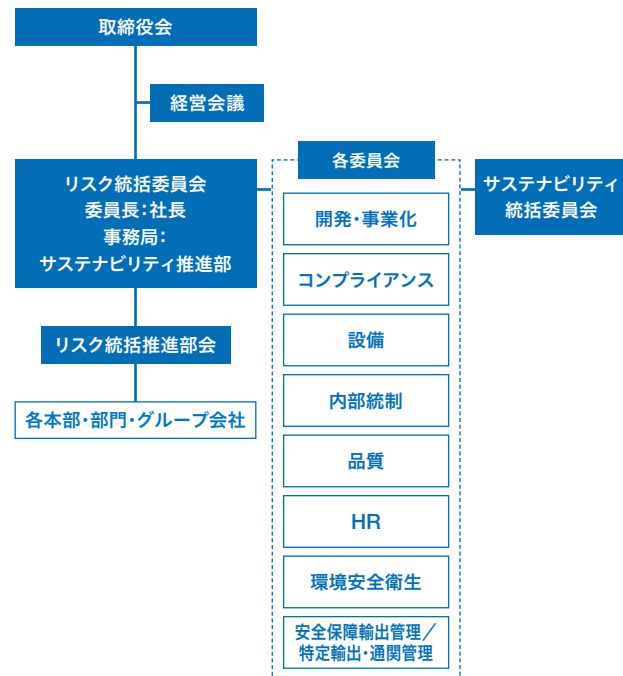 取締役会
経営会議
リスク統括委員会
委員長：社長
事務局：
サステナビリティ推進部
リスク統括推進部会
各本部・部門・グループ会社
各委員会
開発・事業化
コンプライアンス
設備
内部統制
品質
HR
環境安全衛生
安全保障輸出管理／
特定輸出・通関管理
サステナビリティ
統括委員会